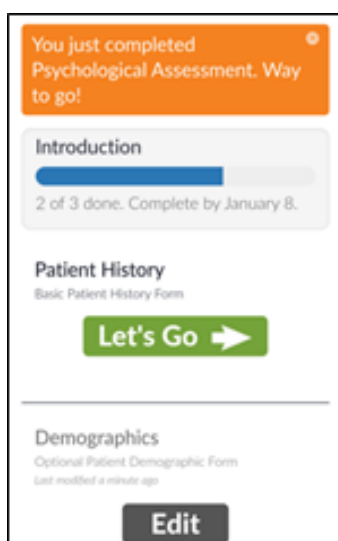 You just completed
Psychological Assessment. Way
to go!
Introduction
2 of 3 done. Complete by January 8.
Patient History
Basic Patient History Form
Let's Go
Demographics
Optional Patient Demographic Form
Last modified a minute ago
Edit